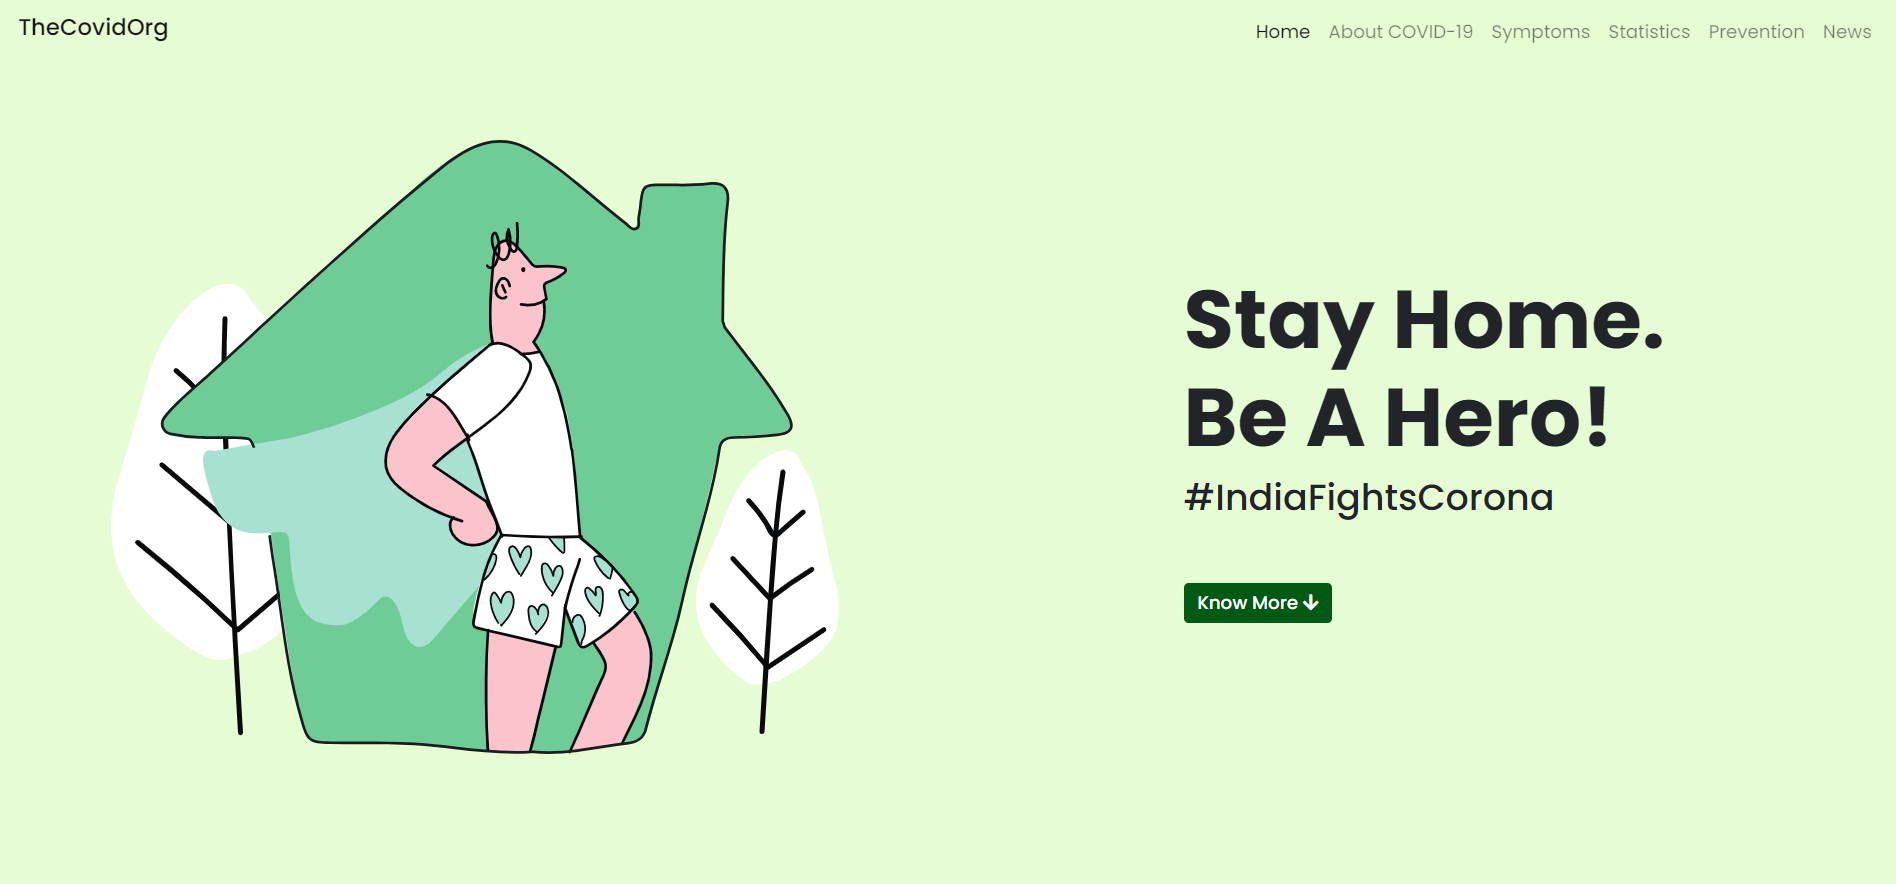 TheCovidOrg
Home About COVID-19 Symptoms Statistics Prevention News
Stay Home.
Be A Hero!
#IndiaFightsCorona
Know More